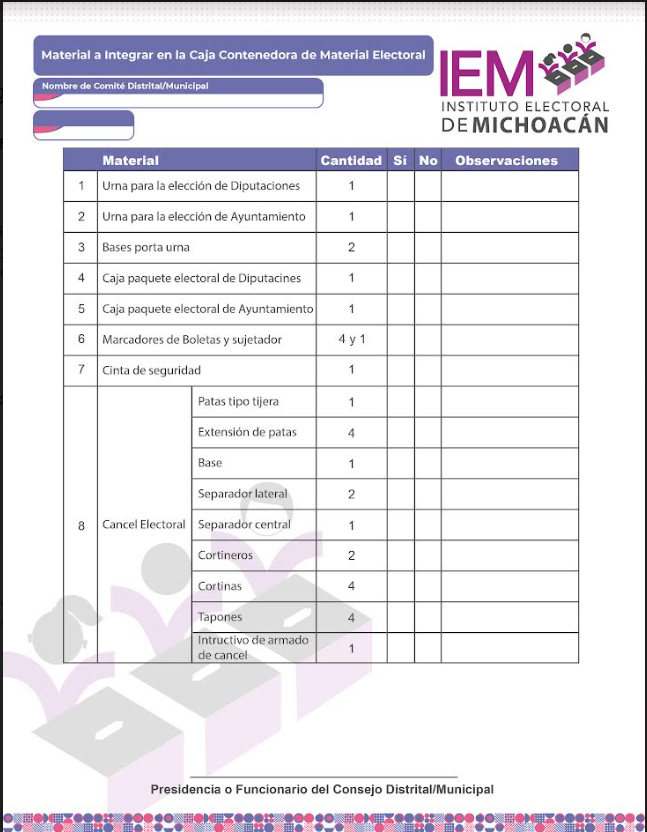 Material a Integrar en la Caja Contenedora de Material Electoral
Nombre de Comité Distrital/Municipal
IEM
INSTITUTO ELECTORAL
DE MICHOACÁN
Material Cantidad Sí No Observaciones
1 Urna para la elección de Diputaciones 1
2 Urna para la elección de Ayuntamiento 1
3 Bases porta urna 2
4 Caja paquete electoral de Diputacines 1
5 Caja paquete electoral de Ayuntamiento 1
6 Marcadores de Boletas y sujetador 4 y 1
7 Cinta de seguridad 1
8 Cancel Electoral
Patas tipo tijera 1
Extensión de patas 4
Base 1
Separador lateral 2
Separador central 1
Cortineros 2
Cortinas 4
Tapones 4
Intructivo de armado
de cancel 1
Presidencia o Funcionario del Consejo Distrital/Municipal